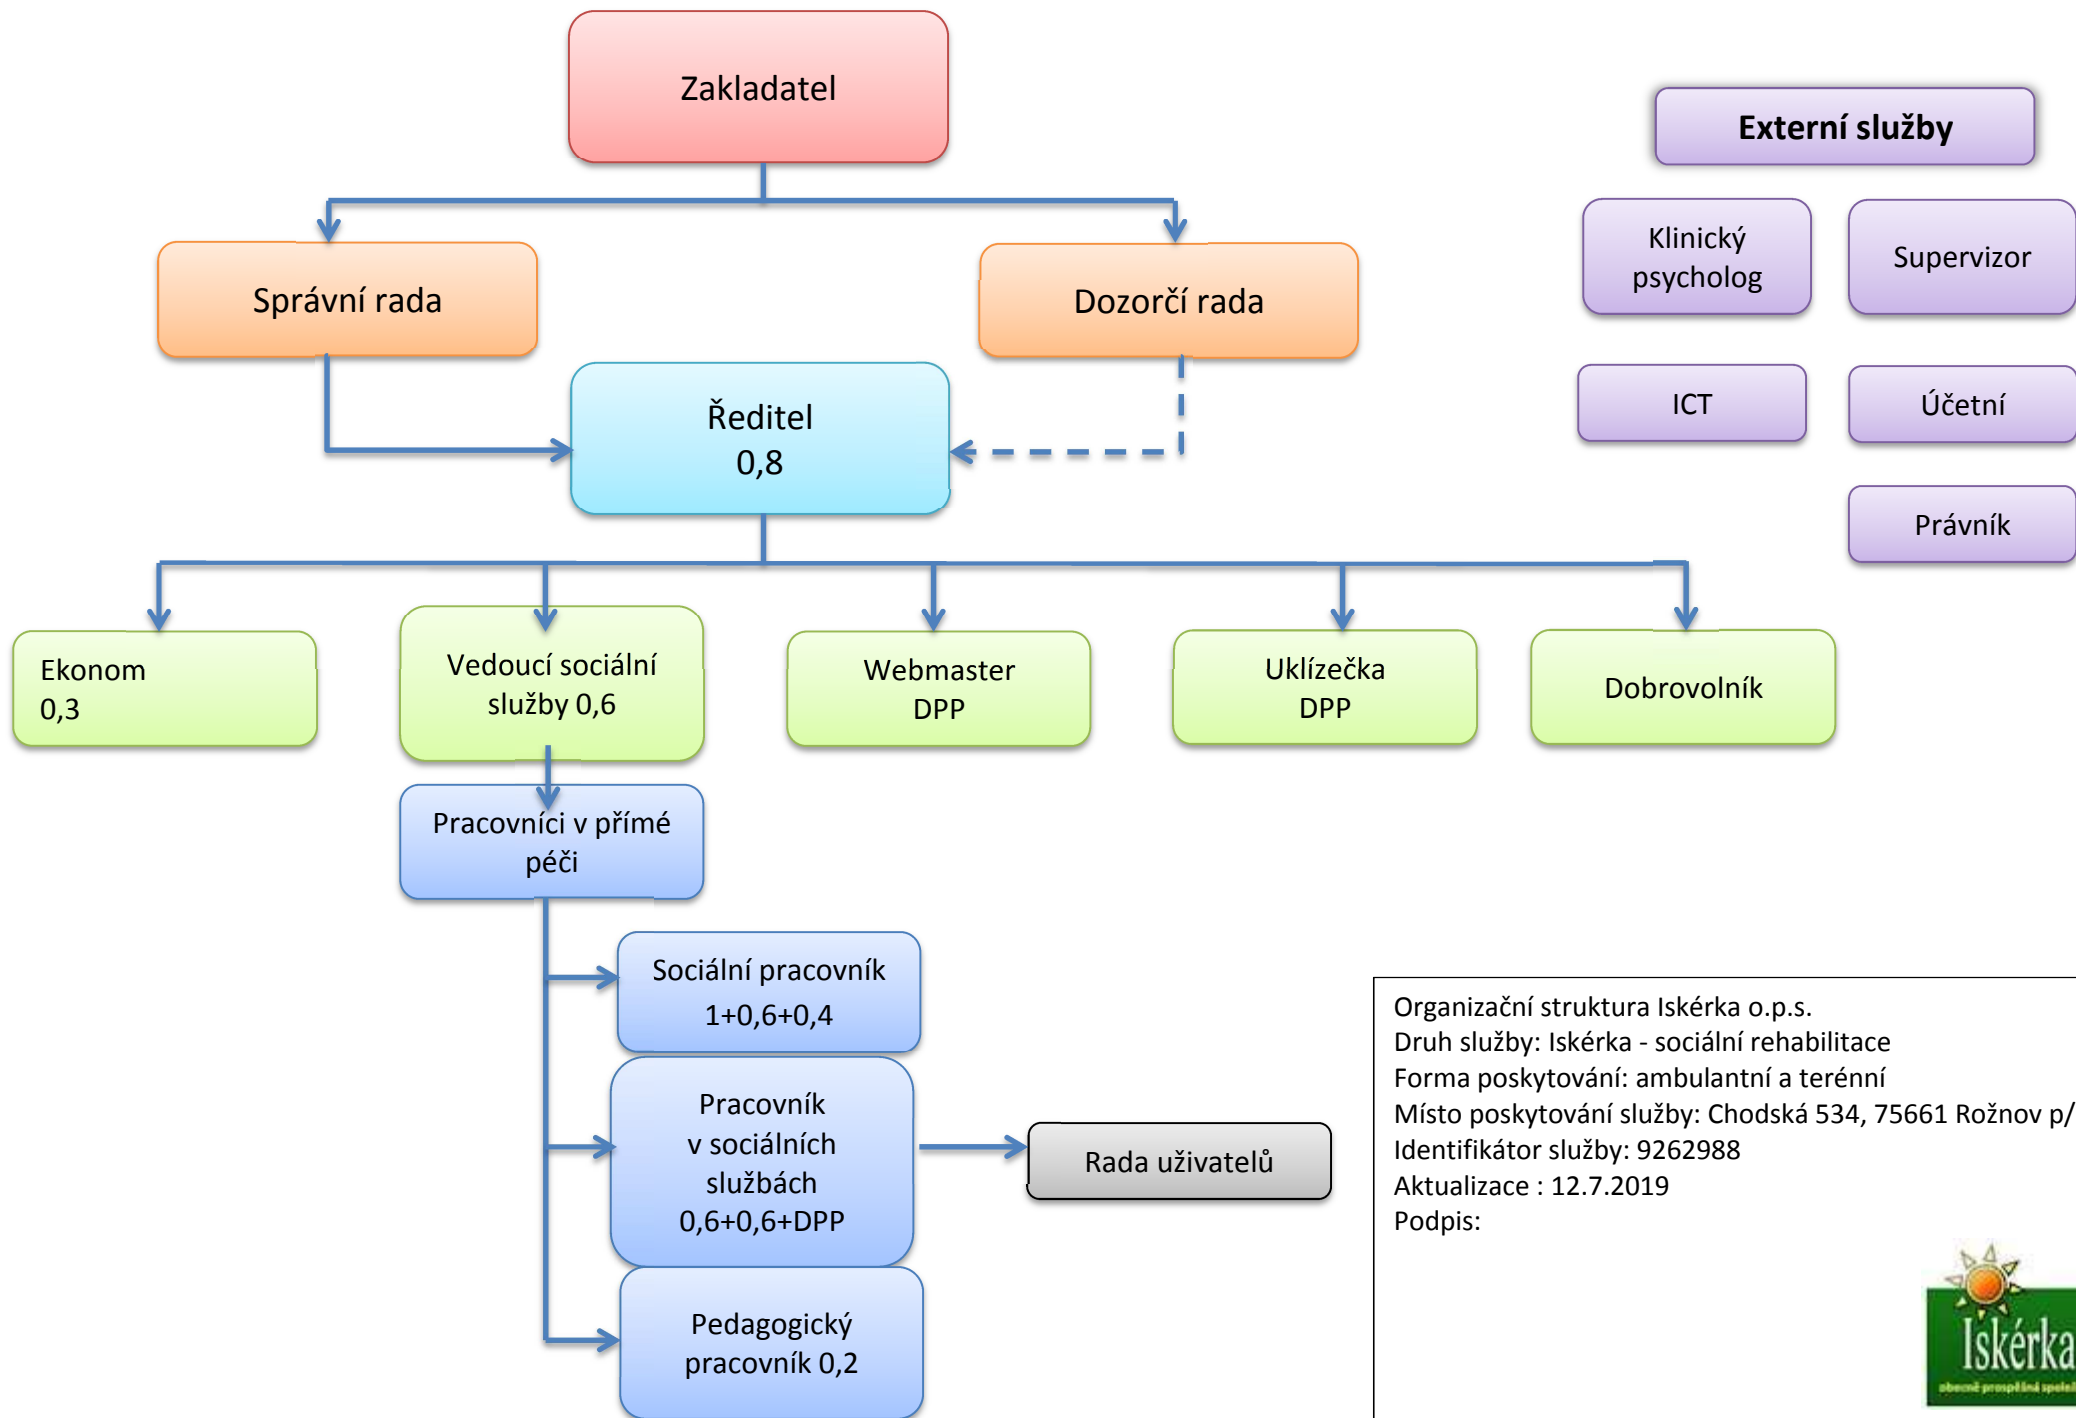 Zakladatel
Externí služby
Správní rada
Dozorčí rada
Klinický
psycholog
Supervizor
Ředitel
0,8
ICT
Účetní
Právník
Ekonom
0,3
Vedoucí sociální
služby 0,6
Webmaster
DPP
Uklízečka
DPP
Dobrovolník
Pracovníci v přímé
péči
Sociální pracovník
1+0,6+0,4
Pracovník
v sociálních
službách
0,6+0,6+DPP
Rada uživatelů
Pedagogický
pracovník 0,2
Organizační struktura Iskérka o.p.s.
Druh služby: Iskérka - sociální rehabilitace
Forma poskytování: ambulantní a terénní
Místo poskytování služby: Chodská 534, 75661 Rožnov p/
Identifikátor služby: 9262988
Aktualizace : 12.7.2019
Podpis:
Iskérka
obecně prospěšná